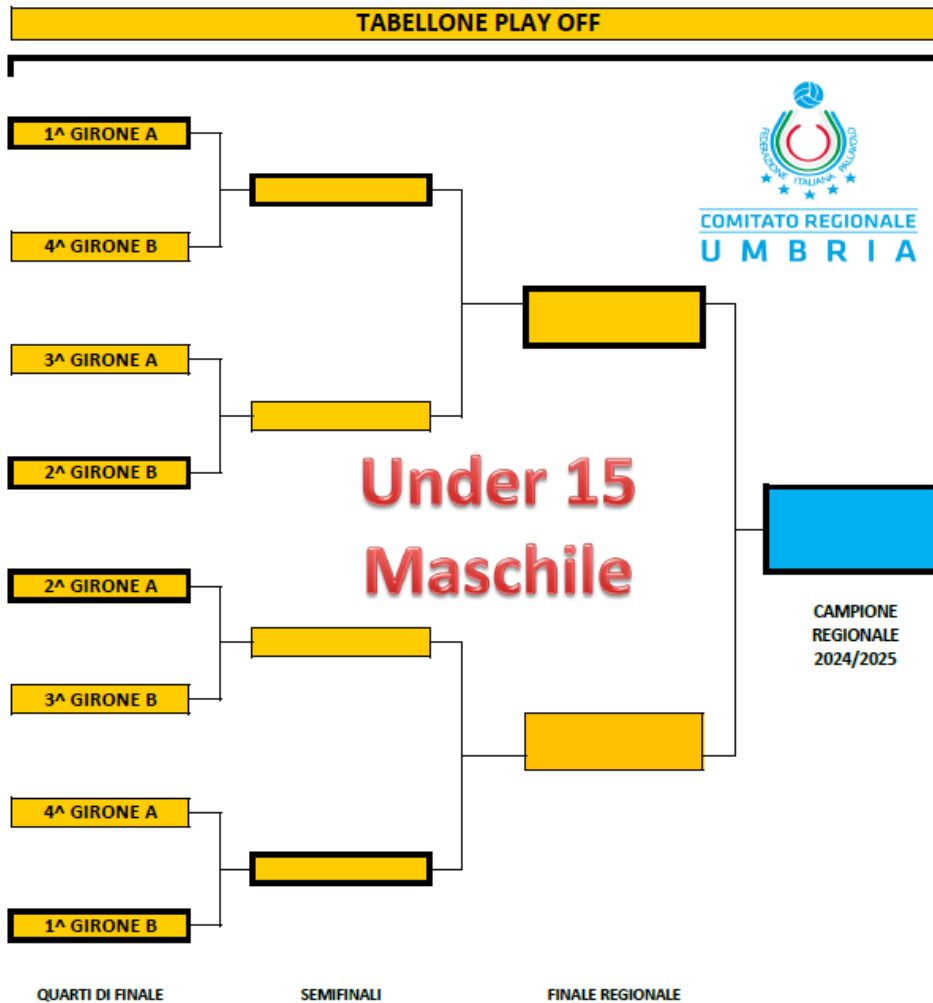 TABELLONE PLAY OFF
FEDERAZIONE ITALIANA PALLAVOLO
COMITATO REGIONALE
UMBRIA
1^ GIRONE A
4^ GIRONE B
3^ GIRONE A
2^ GIRONE B
Under 15
Maschile
2^ GIRONE A
3^ GIRONE B
4^ GIRONE A
1^ GIRONE B
CAMPIONE
REGIONALE
2024/2025
QUARTI DI FINALE
SEMIFINALI
FINALE REGIONALE